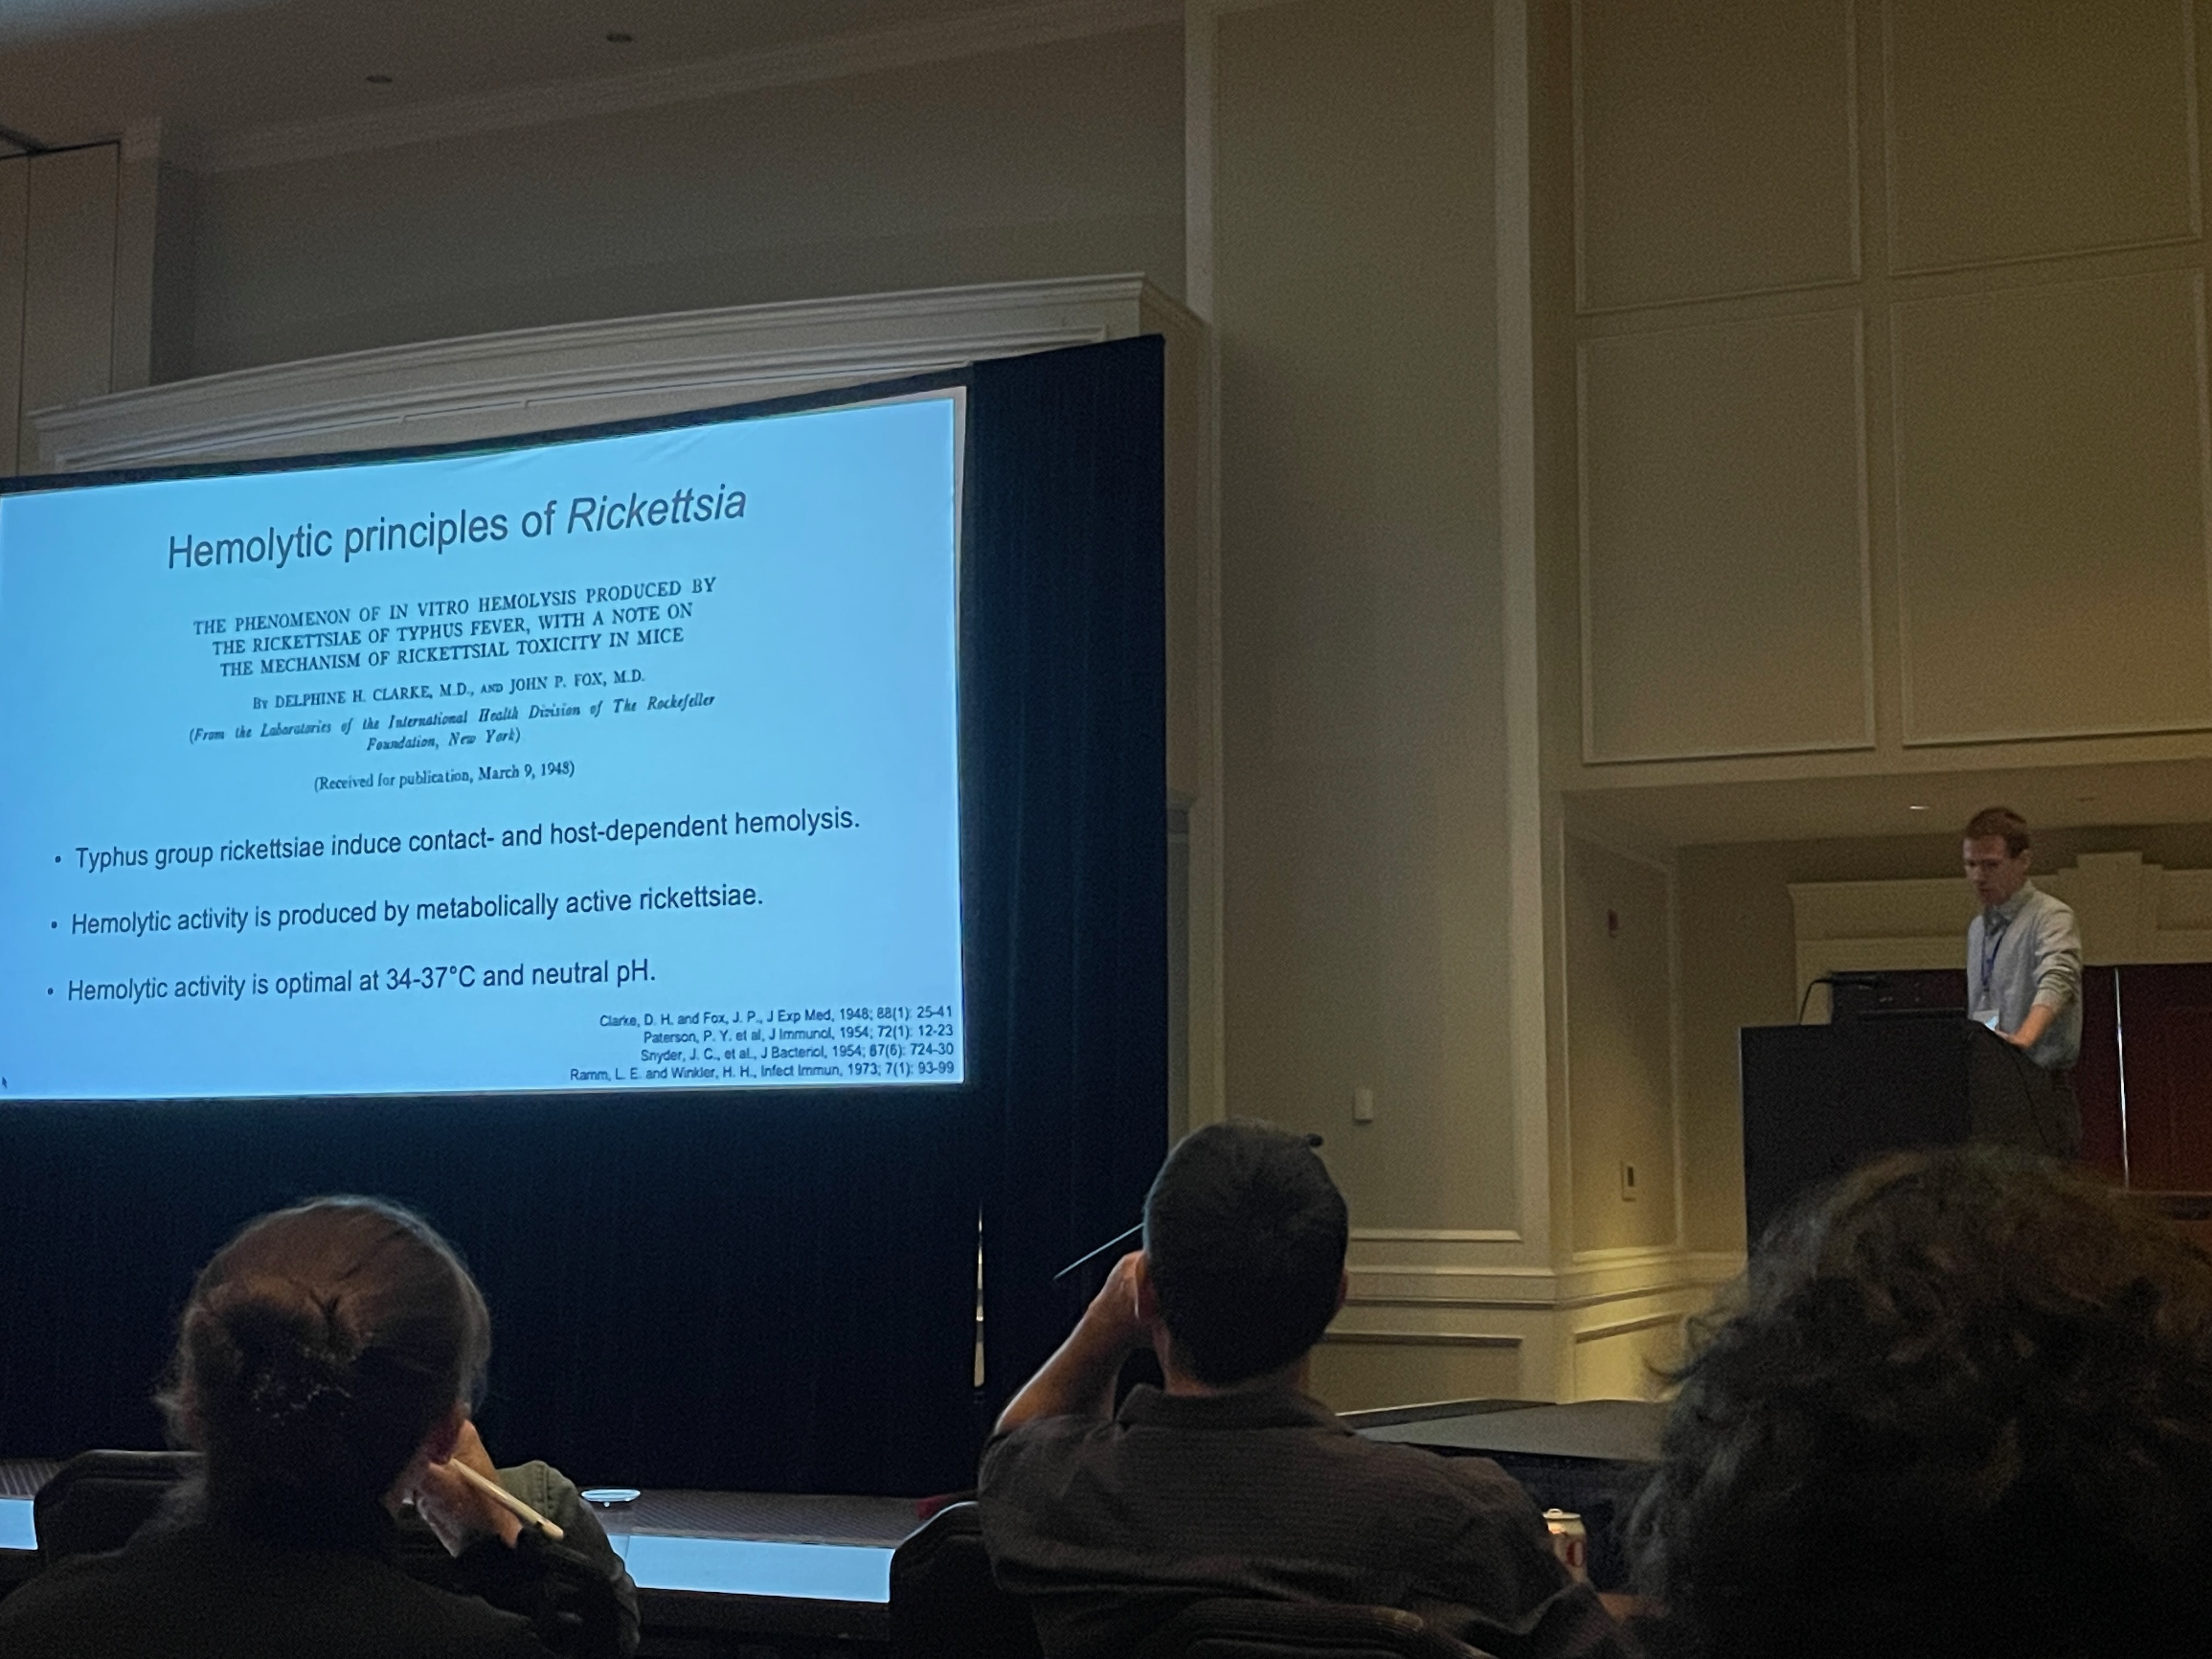 Hemolytic principles of Rickettsia
THE PHENOMENON OF IN VITRO HEMOLYSIS PRODUCED BY
THE RICKETTSIAE OF TYPHUS FEVER, WITH A NOTE ON
THE MECHANISM OF RICKETTSIAL TOXICITY IN MICE
By DELPHINE H. CLARKE, M.D., AND JOHN P. FOX, M.D.
(From the Laboratories of the International Health Division of The Rockefeller
Foundation, New York)
(Received for publication, March 9, 1948)
• Typhus group rickettsiae induce contact- and host-dependent hemolysis.
• Hemolytic activity is produced by metabolically active rickettsiae.
• Hemolytic activity is optimal at 34-37°C and neutral pH.
Clarke, D. H. and Fox, J. P., J Exp Med, 1948; 88(1): 25-41
Paterson, P. Y. et al, J Immunol, 1954; 72(1): 12-23
Snyder, J. C., et al., J Bacteriol, 1954; 67(6): 724-30
Ramm, L. E. and Winkler, H. H., Infect Immun, 1973; 7(1): 93-99